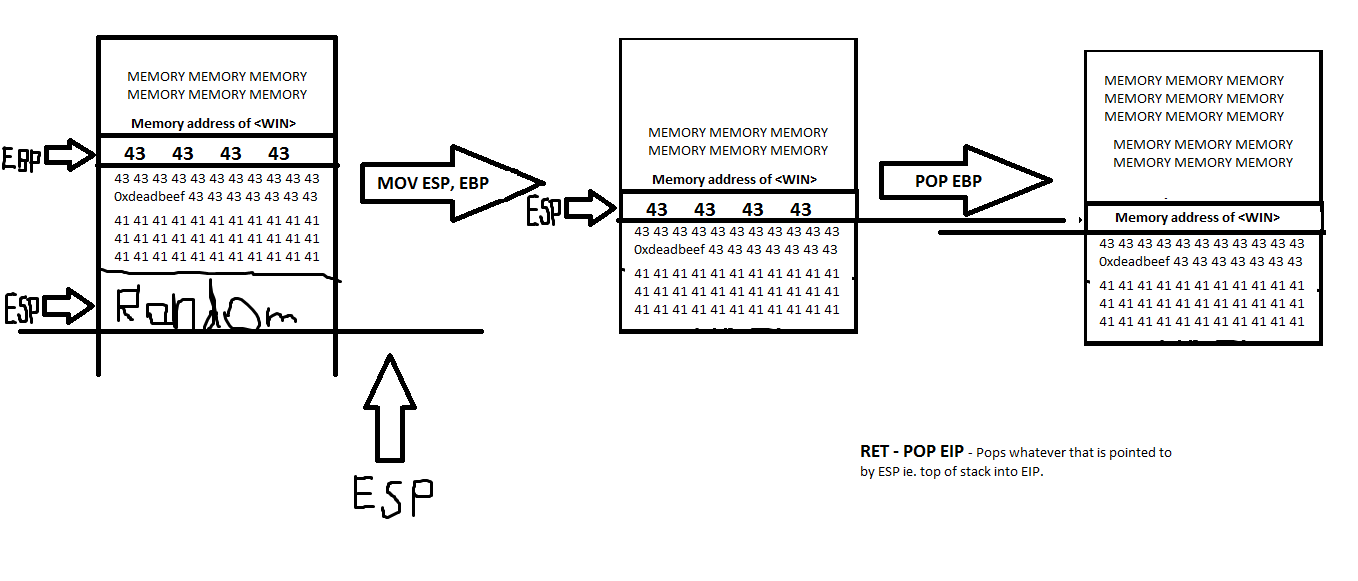 MEMORY MEMORY MEMORY
MEMORY MEMORY MEMORY
Memory address of <WIN>
EBP
43 43 43 43
43 43 43 43 43 43 43 43 43 43 43
0xdeadbeef 43 43 43 43 43 43 43
41 41 41 41 41 41 41 41 41 41 41
41 41 41 41 41 41 41 41 41 41 41
41 41 41 41 41 41 41 41 41 41 41
ESP
Random
ESP
MOV ESP, EBP
MEMORY MEMORY MEMORY
MEMORY MEMORY MEMORY
Memory address of <WIN>
ESP
43 43 43 43
43 43 43 43 43 43 43 43 43 43 43
0xdeadbeef 43 43 43 43 43 43 43
41 41 41 41 41 41 41 41 41 41 41
41 41 41 41 41 41 41 41 41 41 41
41 41 41 41 41 41 41 41 41 41 41
POP EBP
MEMORY MEMORY MEMORY
MEMORY MEMORY MEMORY
MEMORY MEMORY MEMORY
MEMORY MEMORY MEMORY
MEMORY MEMORY MEMORY
Memory address of <WIN>
43 43 43 43 43 43 43 43 43 43 43
0xdeadbeef 43 43 43 43 43 43 43
41 41 41 41 41 41 41 41 41 41 41
41 41 41 41 41 41 41 41 41 41 41
41 41 41 41 41 41 41 41 41 41 41
RET - POP EIP - Pops whatever that is pointed to
by ESP ie. top of stack into EIP.